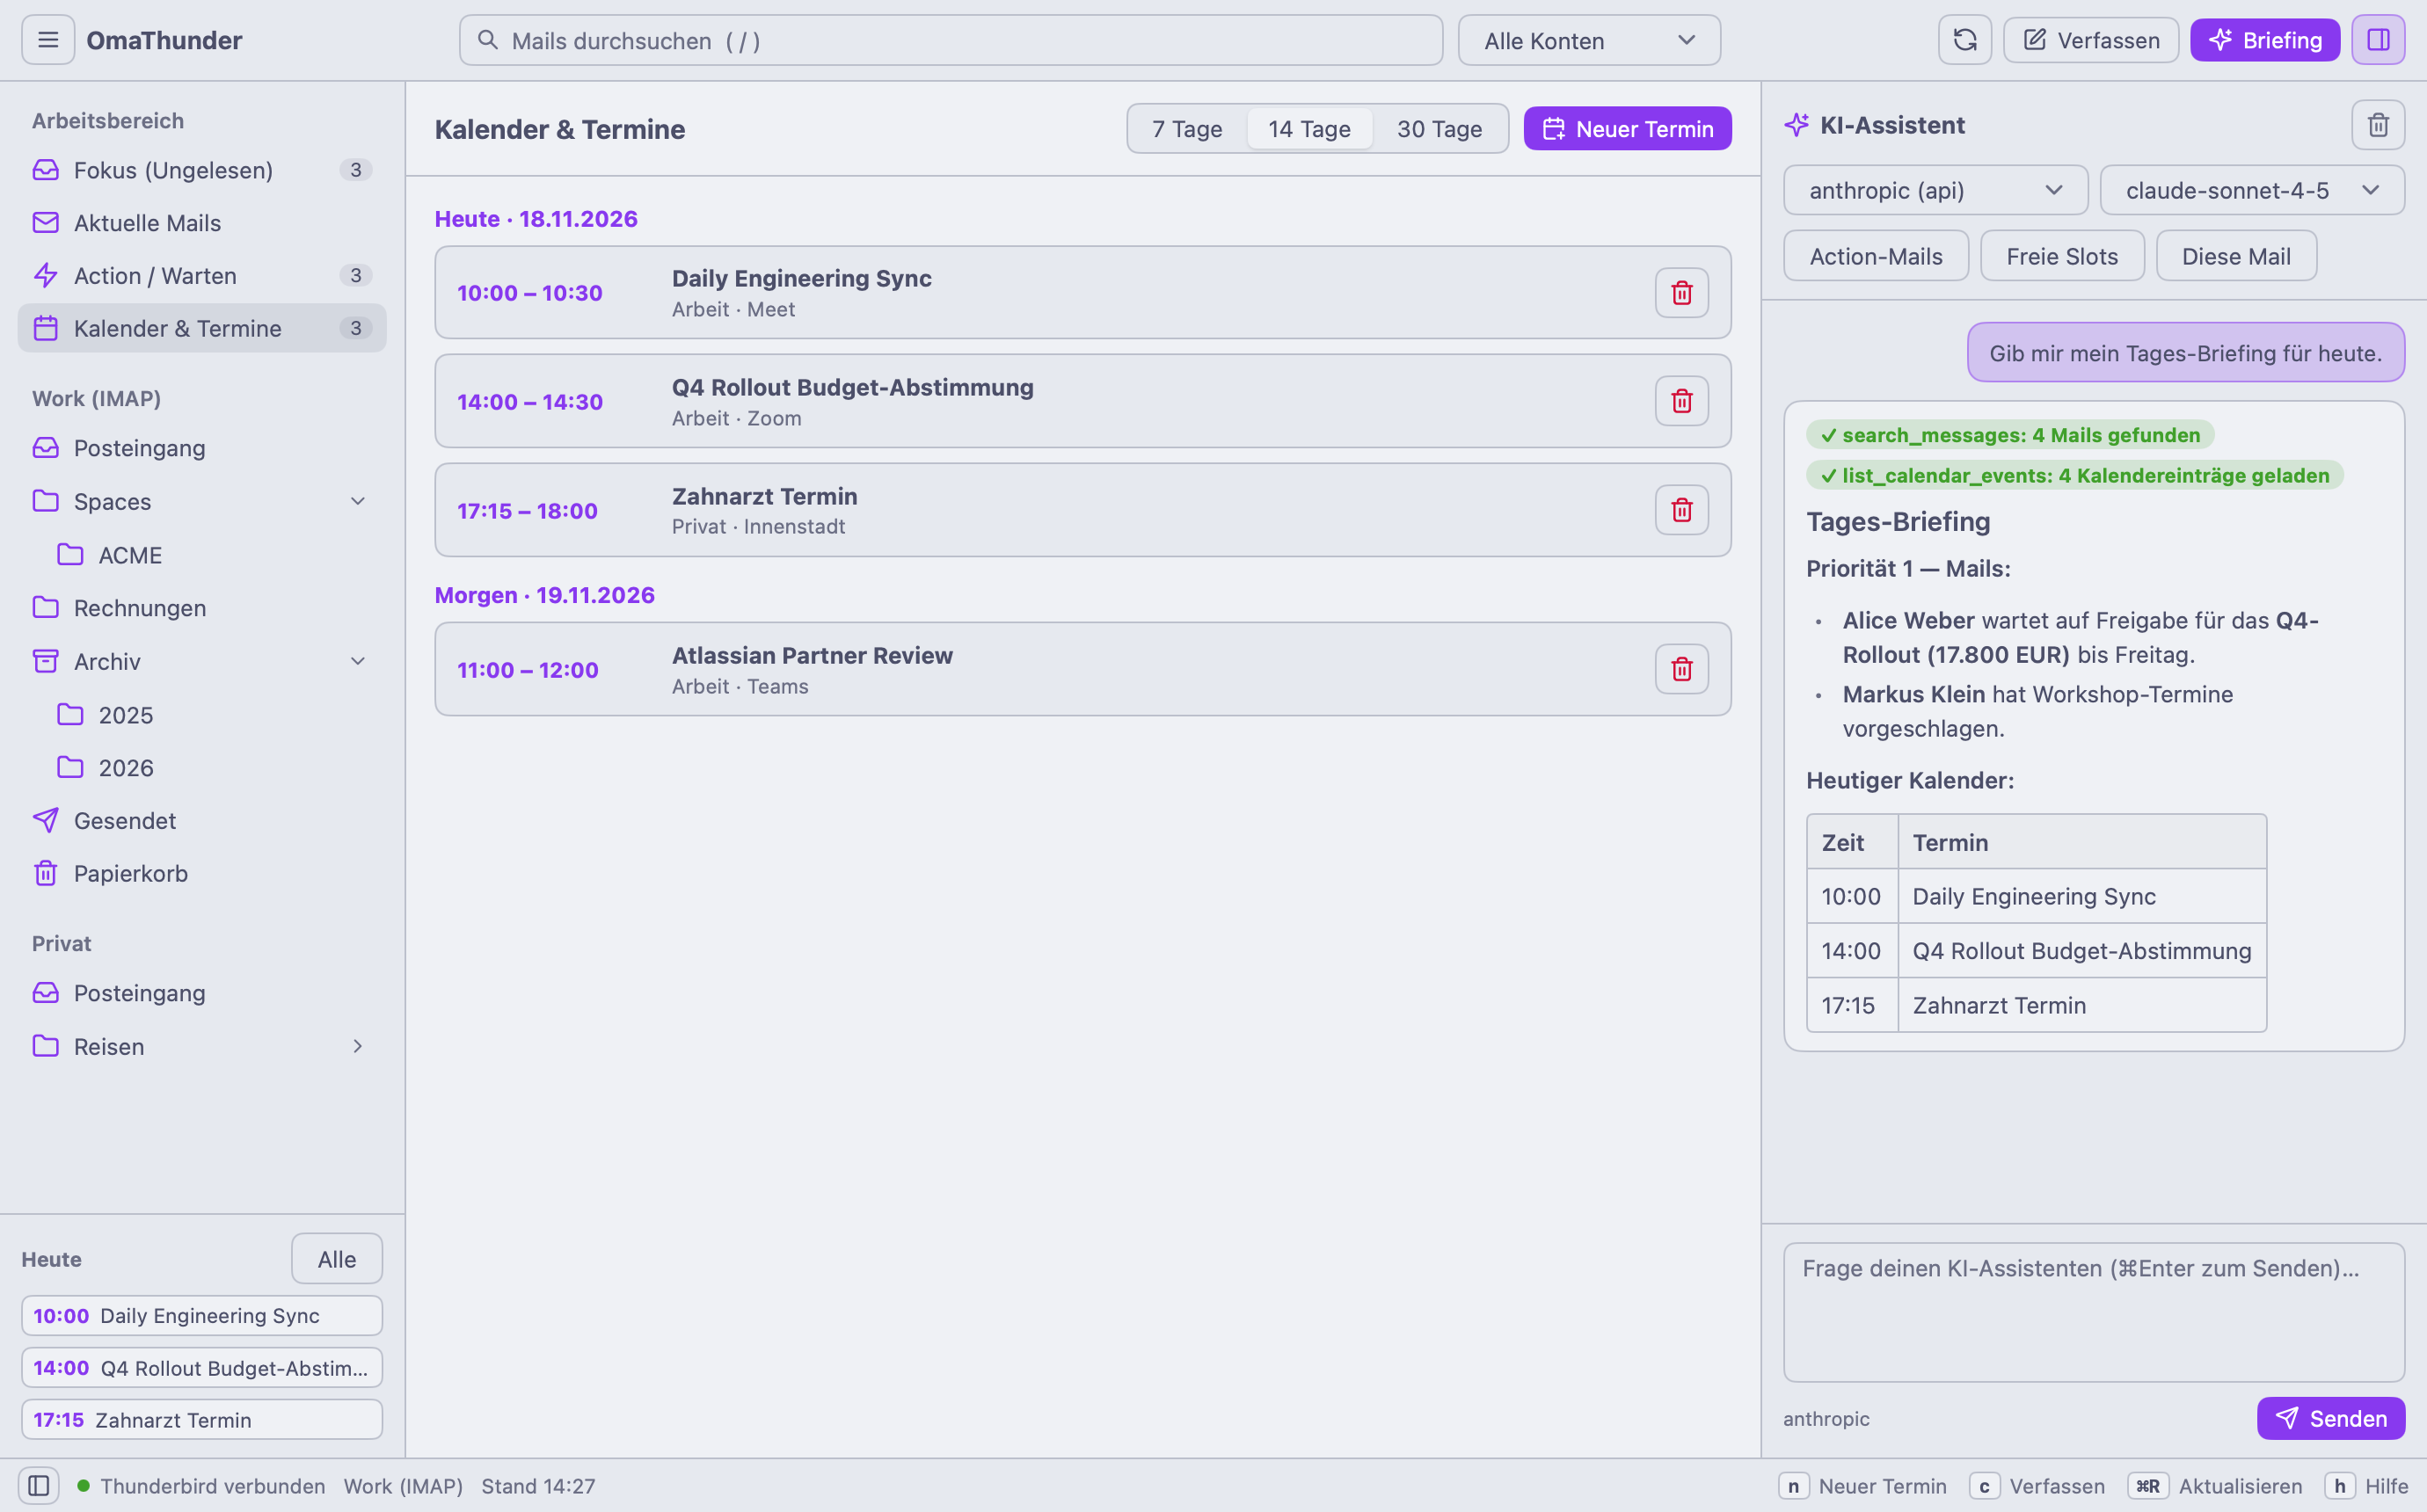 OmaThunder
Mails durchsuchen ( / )
Alle Konten
Verfassen
Briefing
Arbeitsbereich
Fokus (Ungelesen) 3
Aktuelle Mails
Action / Warten 3
Kalender & Termine 3
Work (IMAP)
Posteingang
Spaces
ACME
Rechnungen
Archiv
2025
2026
Gesendet
Papierkorb
Privat
Posteingang
Reisen
Heute
Alle
10:00 Daily Engineering Sync
14:00 Q4 Rollout Budget-Abstim...
17:15 Zahnarzt Termin
Kalender & Termine
7 Tage
14 Tage
30 Tage
Neuer Termin
Heute · 18.11.2026
10:00 – 10:30
Daily Engineering Sync
Arbeit · Meet
14:00 – 14:30
Q4 Rollout Budget-Abstimmung
Arbeit · Zoom
17:15 – 18:00
Zahnarzt Termin
Privat · Innenstadt
Morgen · 19.11.2026
11:00 – 12:00
Atlassian Partner Review
Arbeit · Teams
KI-Assistent
anthropic (api)
claude-sonnet-4-5
Action-Mails
Freie Slots
Diese Mail
Gib mir mein Tages-Briefing für heute.
✓ search_messages: 4 Mails gefunden
✓ list_calendar_events: 4 Kalendereinträge geladen
Tages-Briefing
Priorität 1 — Mails:
• Alice Weber wartet auf Freigabe für das Q4-
Rollout (17.800 EUR) bis Freitag.
• Markus Klein hat Workshop-Termine
vorgeschlagen.
Heutiger Kalender:
Zeit Termin
10:00 Daily Engineering Sync
14:00 Q4 Rollout Budget-Abstimmung
17:15 Zahnarzt Termin
Frage deinen KI-Assistenten (⌘Enter zum Senden)...
anthropic
Senden
Thunderbird verbunden Work (IMAP) Stand 14:27
n Neuer Termin c Verfassen ⌘R Aktualisieren h Hilfe